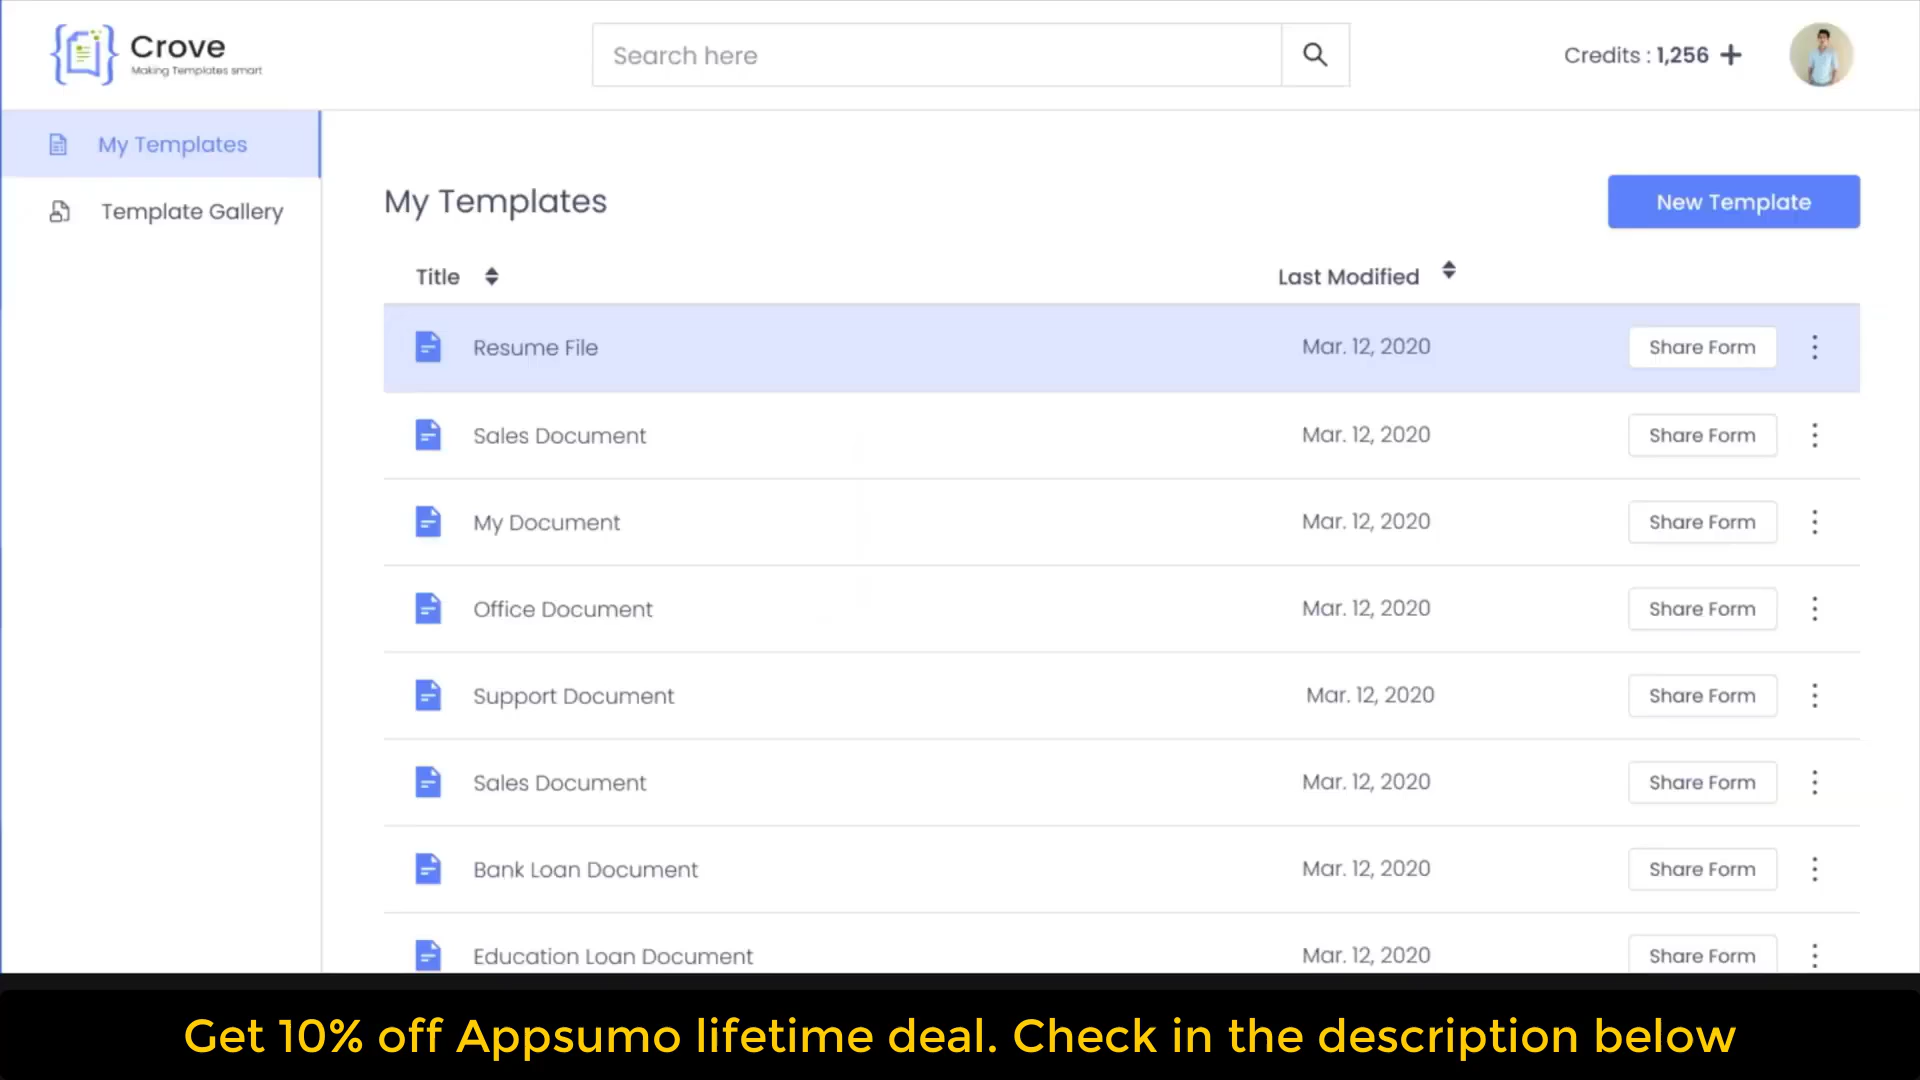 Crove
Making Templates smart
Search here
Credits : 1,256 +
My Templates
Template Gallery
My Templates
New Template
Title
Last Modified
Resume File
Mar. 12, 2020
Share Form
Sales Document
Mar. 12, 2020
Share Form
My Document
Mar. 12, 2020
Share Form
Office Document
Mar. 12, 2020
Share Form
Support Document
Mar. 12, 2020
Share Form
Sales Document
Mar. 12, 2020
Share Form
Bank Loan Document
Mar. 12, 2020
Share Form
Education Loan Document
Mar. 12, 2020
Share Form
Get 10% off Appsumo lifetime deal. Check in the description below